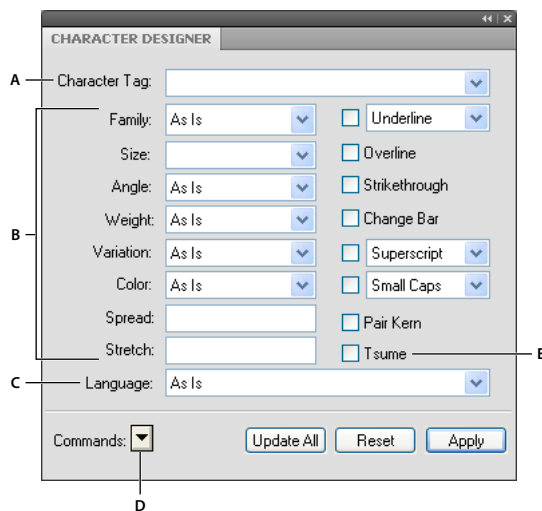 CHARACTER DESIGNER
A
Character Tag:
B
Family: As Is Underline
Size: Overline
Angle: As Is Strikethrough
Weight: As Is Change Bar
Variation: As Is Superscript
Color: As Is Small Caps
Spread: Pair Kern
Stretch: Tsume
E
C
Language: As Is
Commands: Update All Reset Apply
D